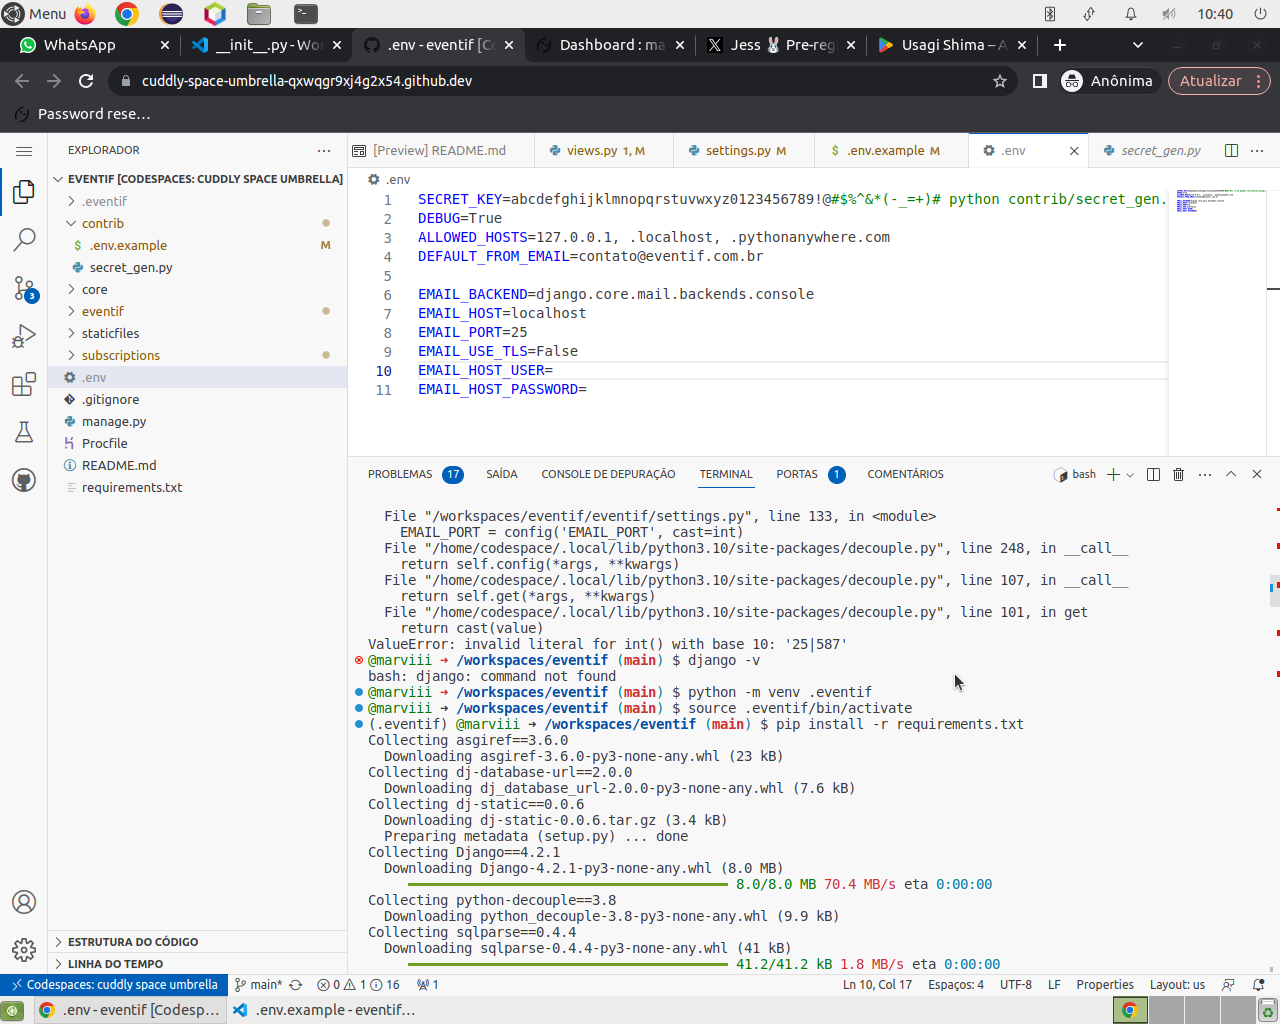 Menu
10:40
WhatsApp
__init__.py - Wo
.env - eventif [C
Dashboard : ma
Jess 🐰 Pre-reg
Usagi Shima – A
cuddly-space-umbrella-qxwqgr9xj4g2x54.github.dev
Anônima
Atualizar
Password rese…
EXPLORADOR
EVENTIF [CODESPACES: CUDDLY SPACE UMBRELLA]
.eventif
contrib
.env.example M
secret_gen.py
core
eventif
staticfiles
subscriptions
.env
.gitignore
manage.py
Procfile
README.md
requirements.txt
ESTRUTURA DO CÓDIGO
LINHA DO TEMPO
3
[Preview] README.md
views.py 1, M
settings.py M
$ .env.example M
.env
secret_gen.py
.env
1 SECRET_KEY=abcdefghijklmnopqrstuvwxyz0123456789!@#$%^&*(-_=+)# python contrib/secret_gen.
2 DEBUG=True
3 ALLOWED_HOSTS=127.0.0.1, .localhost, .pythonanywhere.com
4 DEFAULT_FROM_EMAIL=contato@eventif.com.br
5
6 EMAIL_BACKEND=django.core.mail.backends.console
7 EMAIL_HOST=localhost
8 EMAIL_PORT=25
9 EMAIL_USE_TLS=False
10 EMAIL_HOST_USER=
11 EMAIL_HOST_PASSWORD=
PROBLEMAS 17 SAÍDA CONSOLE DE DEPURAÇÃO TERMINAL PORTAS 1 COMENTÁRIOS
bash
File "/workspaces/eventif/eventif/settings.py", line 133, in <module>
EMAIL_PORT = config('EMAIL_PORT', cast=int)
File "/home/codespace/.local/lib/python3.10/site-packages/decouple.py", line 248, in __call__
return self.config(*args, **kwargs)
File "/home/codespace/.local/lib/python3.10/site-packages/decouple.py", line 107, in __call__
return self.get(*args, **kwargs)
File "/home/codespace/.local/lib/python3.10/site-packages/decouple.py", line 101, in get
return cast(value)
ValueError: invalid literal for int() with base 10: '25|587'
@marviii ➜ /workspaces/eventif (main) $ django -v
bash: django: command not found
@marviii ➜ /workspaces/eventif (main) $ python -m venv .eventif
@marviii ➜ /workspaces/eventif (main) $ source .eventif/bin/activate
(.eventif) @marviii ➜ /workspaces/eventif (main) $ pip install -r requirements.txt
Collecting asgiref==3.6.0
Downloading asgiref-3.6.0-py3-none-any.whl (23 kB)
Collecting dj-database-url==2.0.0
Downloading dj_database_url-2.0.0-py3-none-any.whl (7.6 kB)
Collecting dj-static==0.0.6
Downloading dj-static-0.0.6.tar.gz (3.4 kB)
Preparing metadata (setup.py) ... done
Collecting Django==4.2.1
Downloading Django-4.2.1-py3-none-any.whl (8.0 MB)
8.0/8.0 MB 70.4 MB/s eta 0:00:00
Collecting python-decouple==3.8
Downloading python_decouple-3.8-py3-none-any.whl (9.9 kB)
Collecting sqlparse==0.4.4
Downloading sqlparse-0.4.4-py3-none-any.whl (41 kB)
41.2/41.2 kB 1.8 MB/s eta 0:00:00
Codespaces: cuddly space umbrella
main*
0 1 16
1
Ln 10, Col 17
Espaços: 4
UTF-8
LF
Properties
Layout: us
.env - eventif [Codesp…
.env.example - eventif…